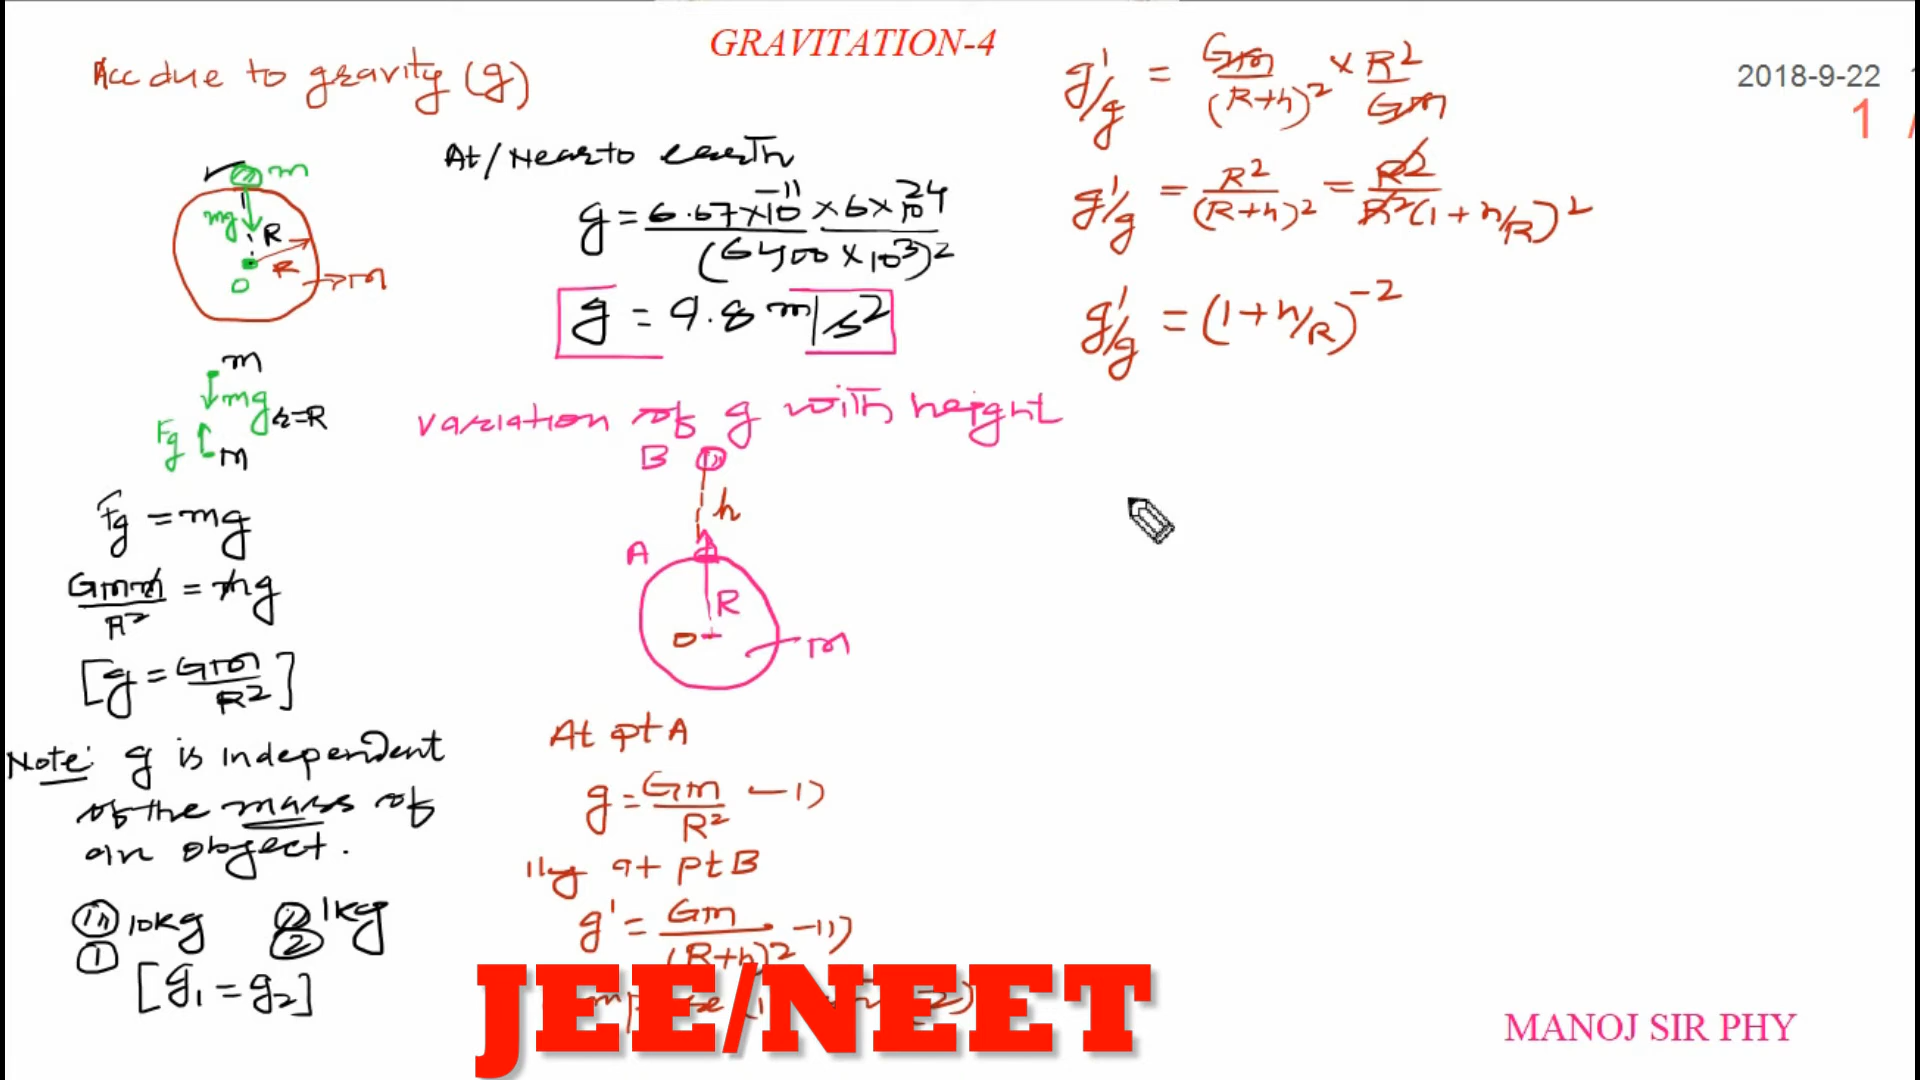 GRAVITATION-4
2018-9-22
1
Acc due to gravity (g)
m
mg
R
R
O
m
m
mg
r=R
Fg
m
Fg = mg
Gmm/R² = mg
[g = Gm/R²]
Note: g is independent
of the mass of
an object.
10kg
1kg
1
2
[g₁ = g₂]
At/Near to earth
g = 6.67×10⁻¹¹ × 6×10²⁴ / (6400×10³)²
g = 9.8 m/s²
variation of g with height
B
h
A
R
O
m
At pt A
g = Gm/R² —1)
lly at pt B
g' = Gm/(R+h)² —11)
g'/g = Gm/(R+h)² × R²/Gm
g'/g = R²/(R+h)² = R²/R²(1+h/R)²
g'/g = (1+h/R)⁻²
JEE/NEET
MANOJ SIR PHY